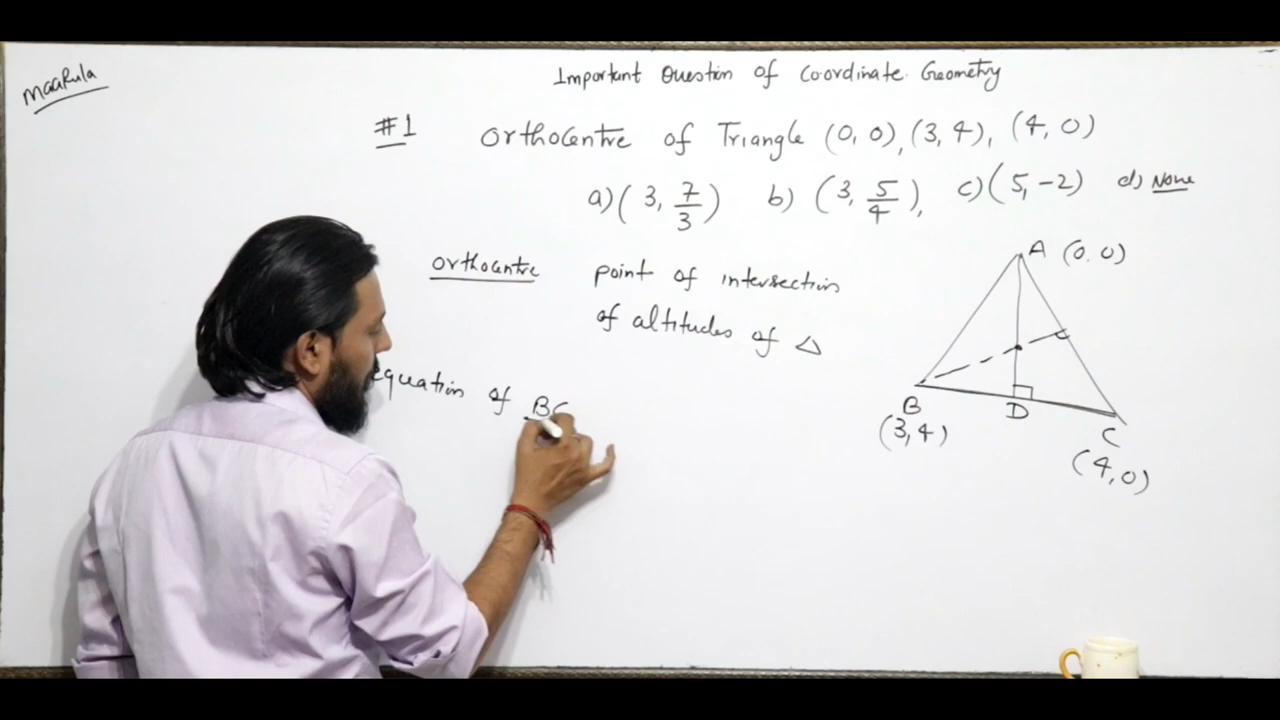 MaaRula
Important Question of Co-ordinate Geometry
#1 Orthocentre of Triangle (0, 0), (3, 4), (4, 0)
a) (3, 7/3) b) (3, 5/4), c) (5, -2) d) None
Orthocentre point of intersection
of altitudes of △
equation of BC
A (0.0)
B D C
(3,4)
(4,0)